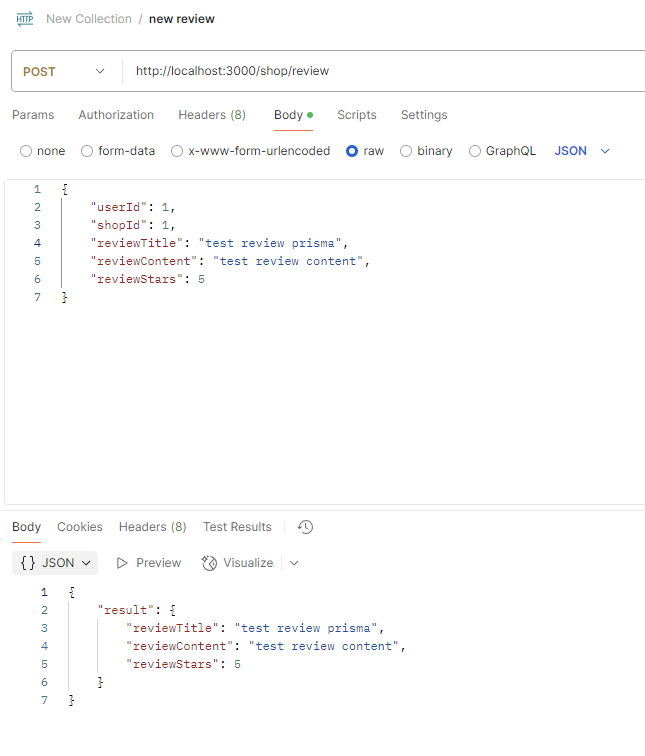 HTTP New Collection / new review
POST http://localhost:3000/shop/review
Params Authorization Headers (8) Body Scripts Settings
none form-data x-www-form-urlencoded raw binary GraphQL JSON
1 {
2 "userId": 1,
3 "shopId": 1,
4 "reviewTitle": "test review prisma",
5 "reviewContent": "test review content",
6 "reviewStars": 5
7 }
Body Cookies Headers (8) Test Results
{} JSON Preview Visualize
1 {
2 "result": {
3 "reviewTitle": "test review prisma",
4 "reviewContent": "test review content",
5 "reviewStars": 5
6 }
7 }